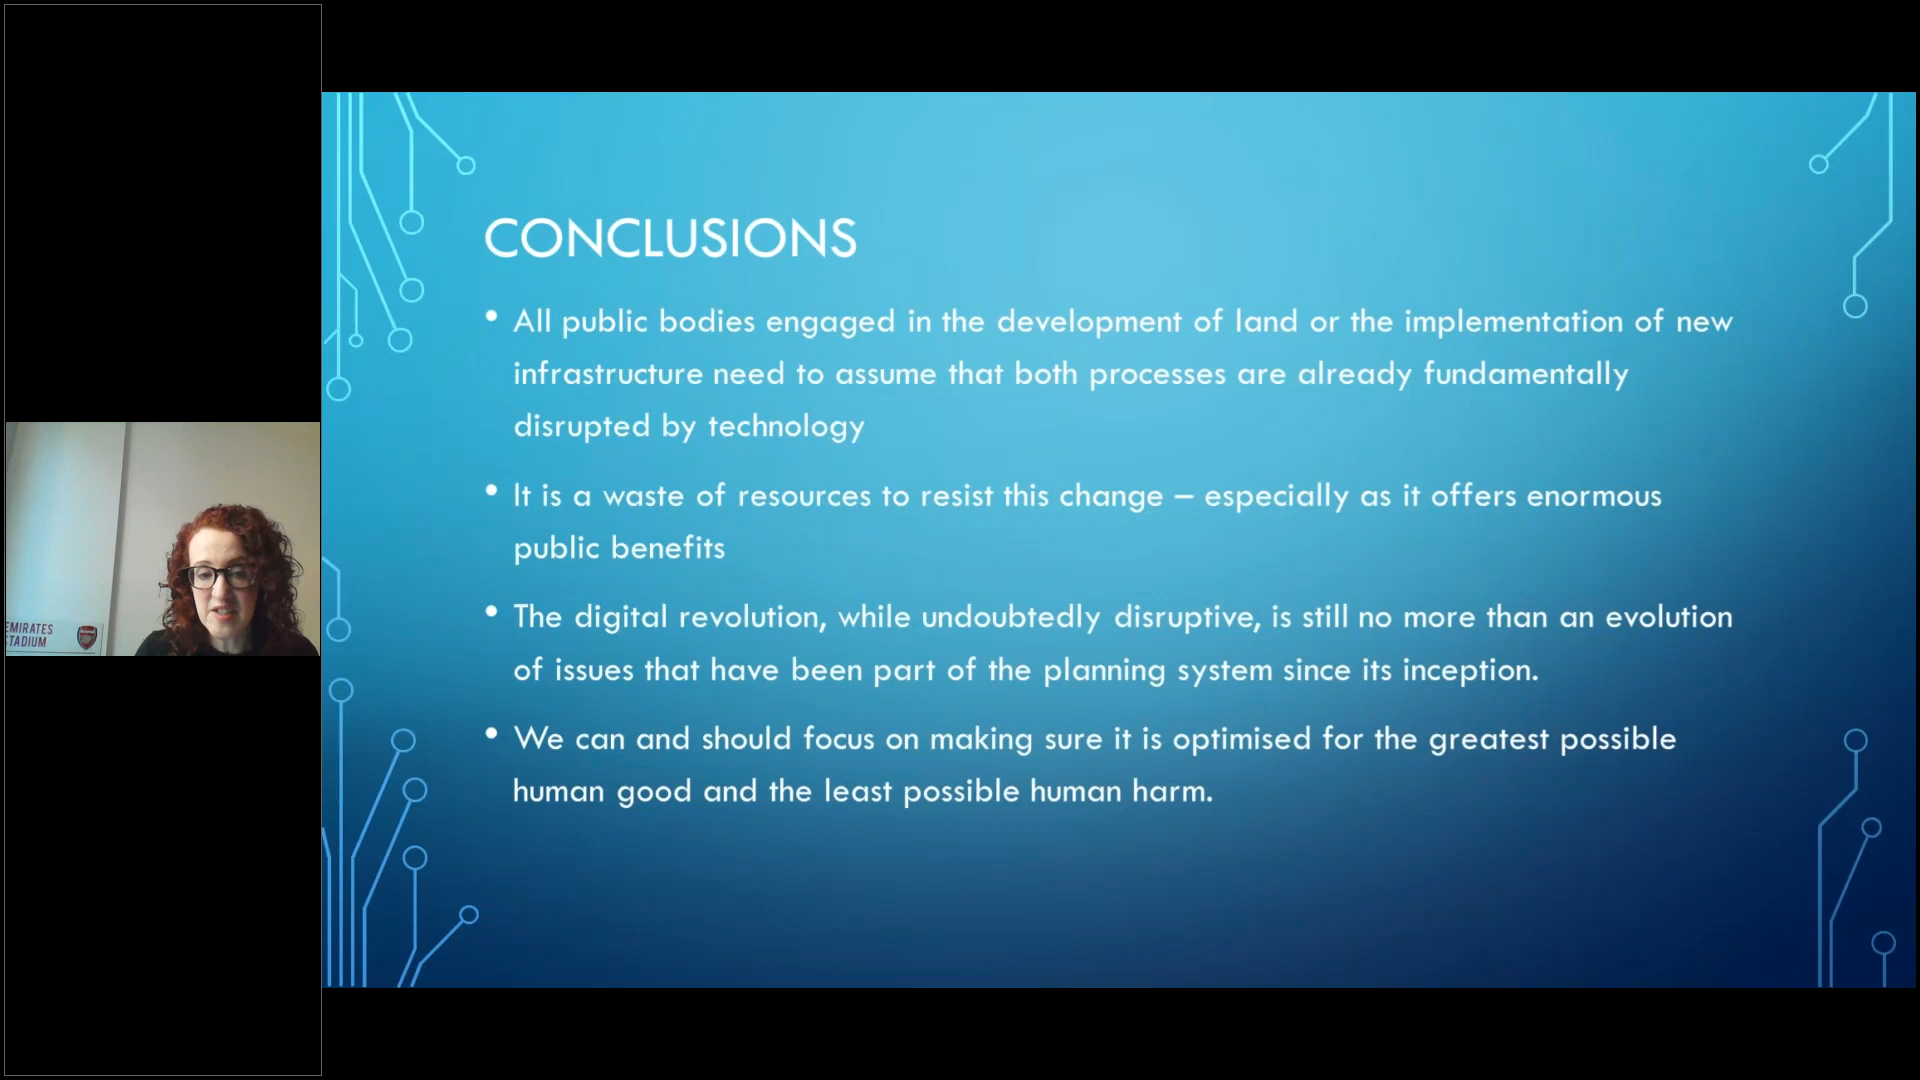 CONCLUSIONS
• All public bodies engaged in the development of land or the implementation of new
infrastructure need to assume that both processes are already fundamentally
disrupted by technology
• It is a waste of resources to resist this change – especially as it offers enormous
public benefits
• The digital revolution, while undoubtedly disruptive, is still no more than an evolution
of issues that have been part of the planning system since its inception.
• We can and should focus on making sure it is optimised for the greatest possible
human good and the least possible human harm.
EMIRATES
STADIUM